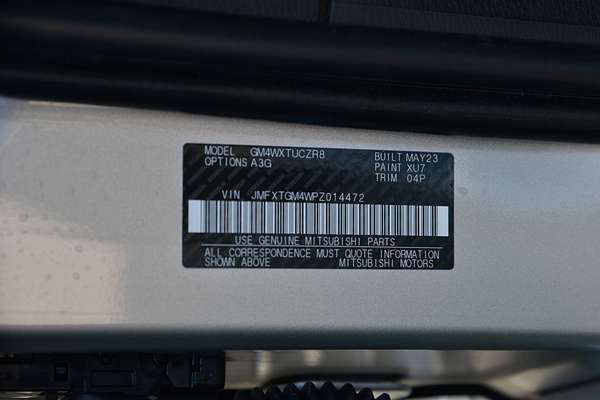 MODEL GM4WXTUCZR8 BUILT MAY23
OPTIONS A3G PAINT XU7
TRIM 04P
VIN JMFXTGM4WPZ014472
USE GENUINE MITSUBISHI PARTS
ALL CORRESPONDENCE MUST QUOTE INFORMATION
SHOWN ABOVE MITSUBISHI MOTORS